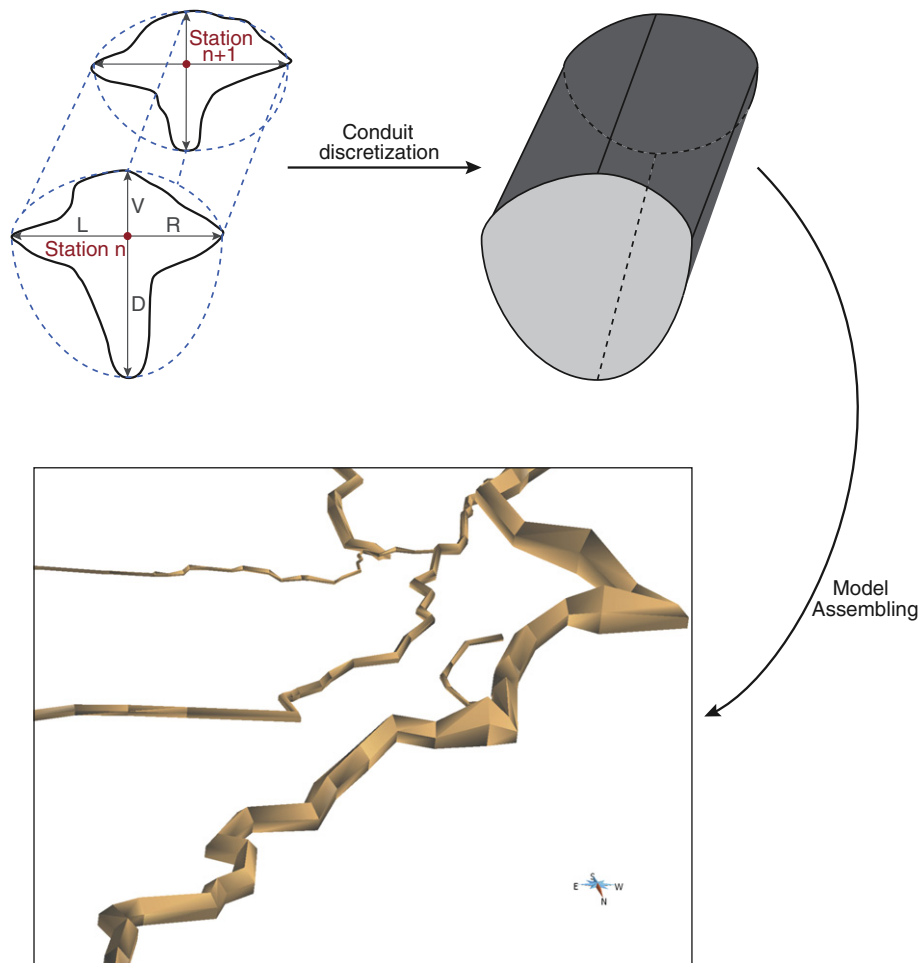 Station
n+1
Conduit
discretization
V
L
R
Station n
D
Model
Assembling
S
E
W
N